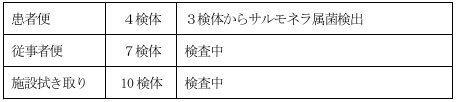 患者便 ４検体 ３検体からサルモネラ属菌検出
従事者便 ７検体 検査中
施設拭き取り 10 検体 検査中